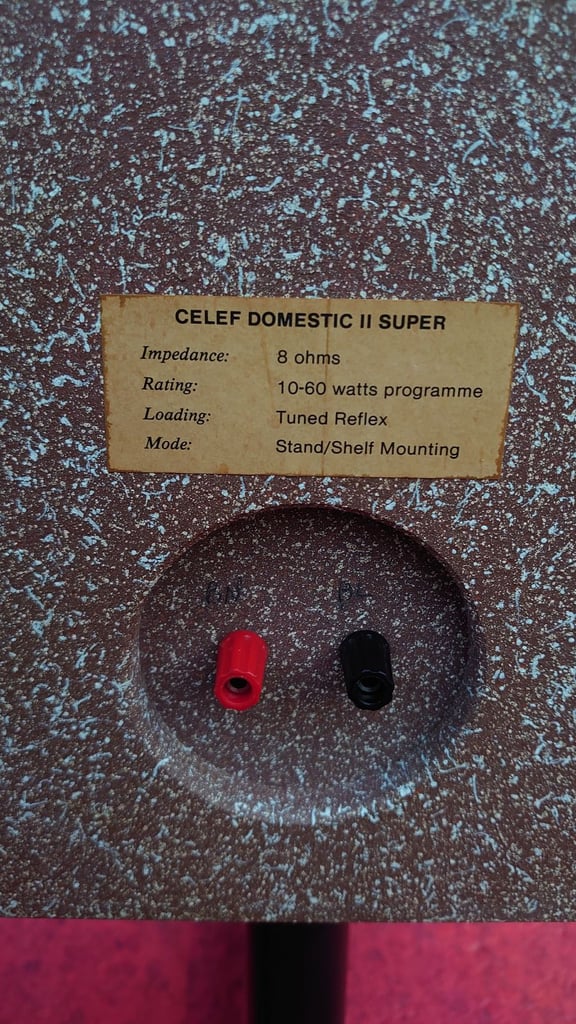 CELEF DOMESTIC II SUPER
Impedance: 8 ohms
Rating: 10-60 watts programme
Loading: Tuned Reflex
Mode: Stand/Shelf Mounting